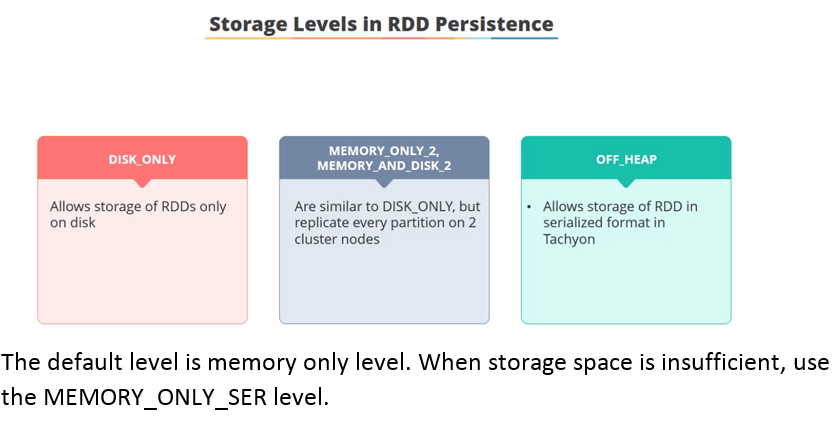 Storage Levels in RDD Persistence
DISK_ONLY
Allows storage of RDDs only
on disk
MEMORY_ONLY_2,
MEMORY_AND_DISK_2
Are similar to DISK_ONLY, but
replicate every partition on 2
cluster nodes
OFF_HEAP
• Allows storage of RDD in
serialized format in
Tachyon
The default level is memory only level. When storage space is insufficient, use
the MEMORY_ONLY_SER level.